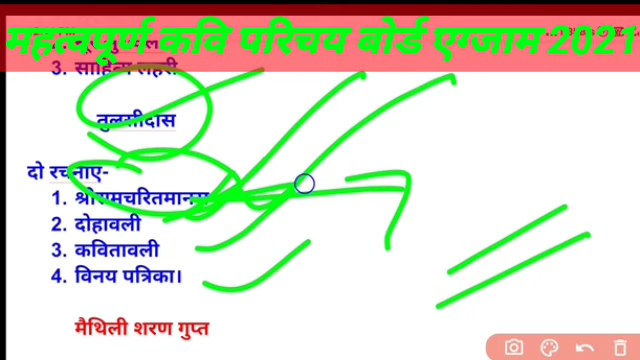 महत्वपूर्ण कवि परिचय बोर्ड एग्जाम 2021
3. साहित्य लहरी
तुलसीदास
दो रचनाए-
1. श्रीरामचरितमानस
2. दोहावली
3. कवितावली
4. विनय पत्रिका।
मैथिली शरण गुप्त